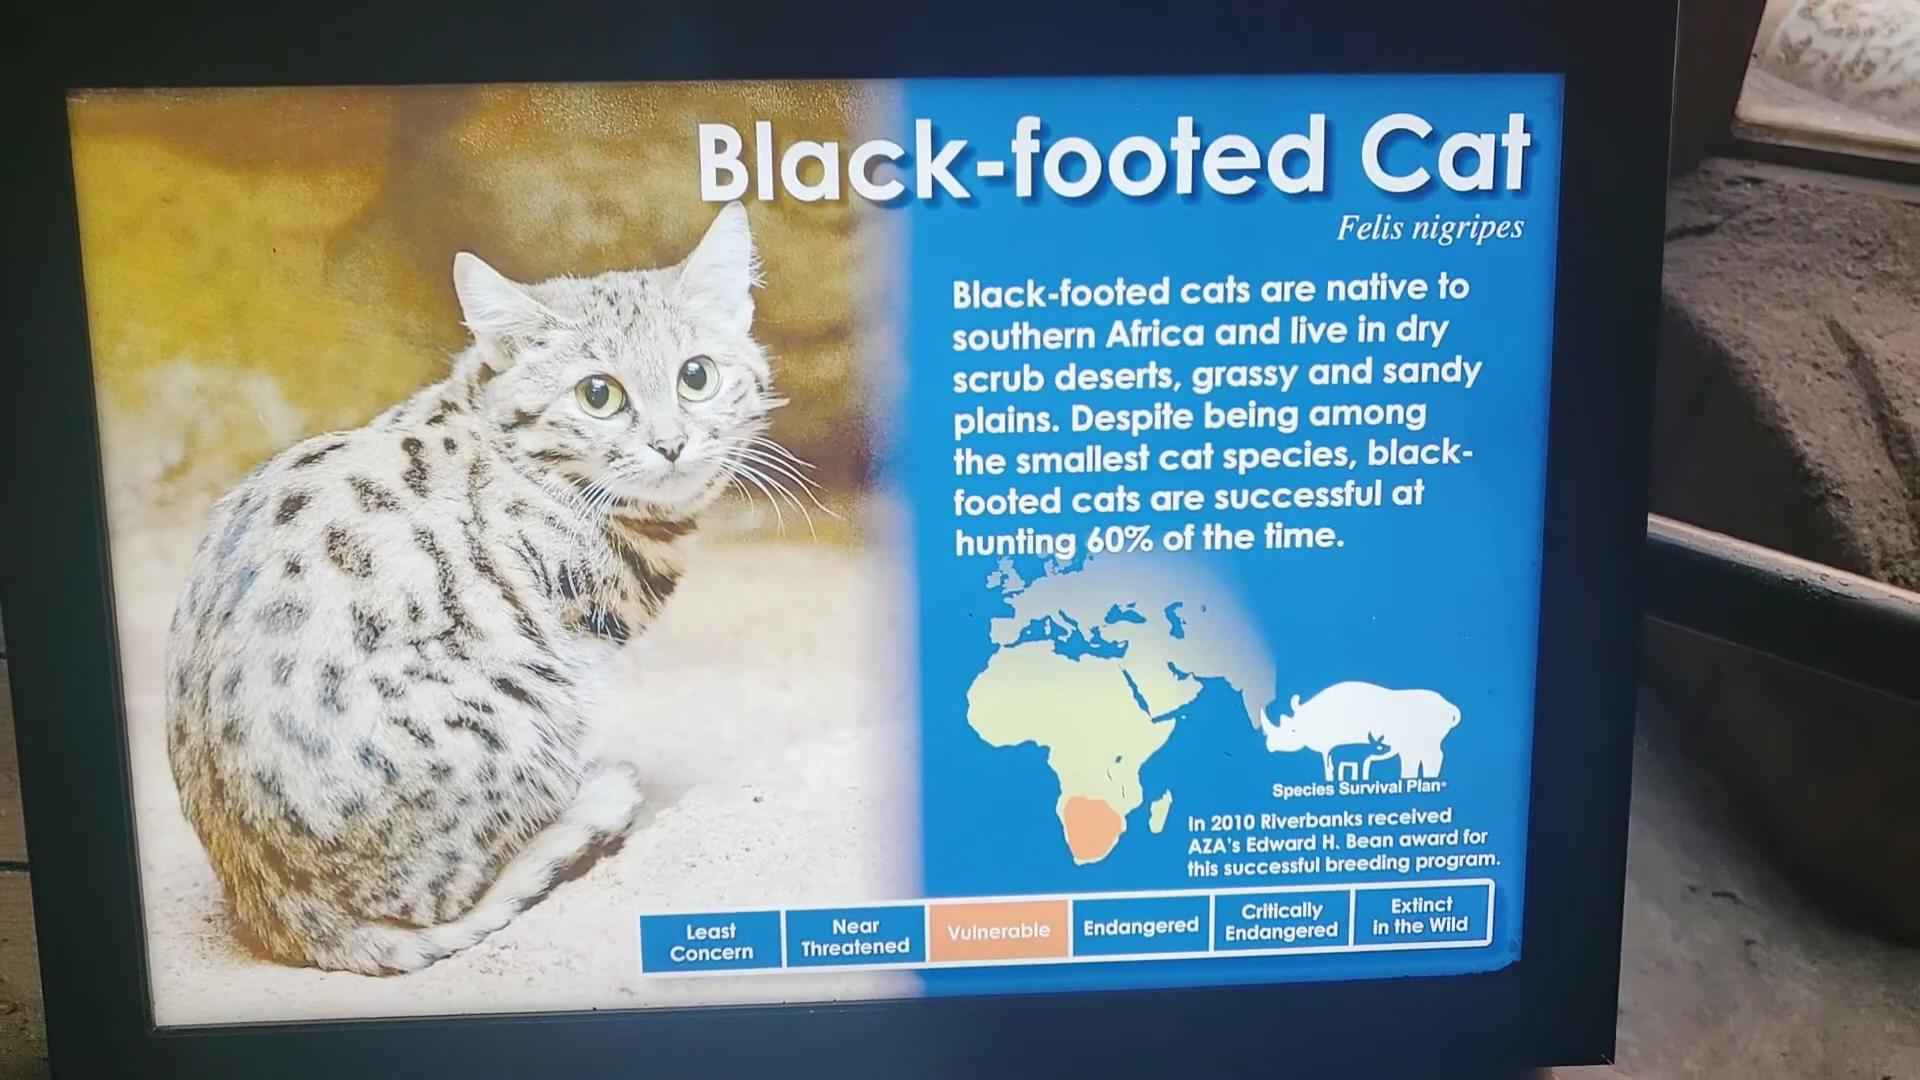 Black-footed Cat
Felis nigripes
Black-footed cats are native to
southern Africa and live in dry
scrub deserts, grassy and sandy
plains. Despite being among
the smallest cat species, black-
footed cats are successful at
hunting 60% of the time.
Species Survival Plan®
In 2010 Riverbanks received
AZA's Edward H. Bean award for
this successful breeding program.
Least
Concern
Near
Threatened
Vulnerable
Endangered
Critically
Endangered
Extinct
in the Wild